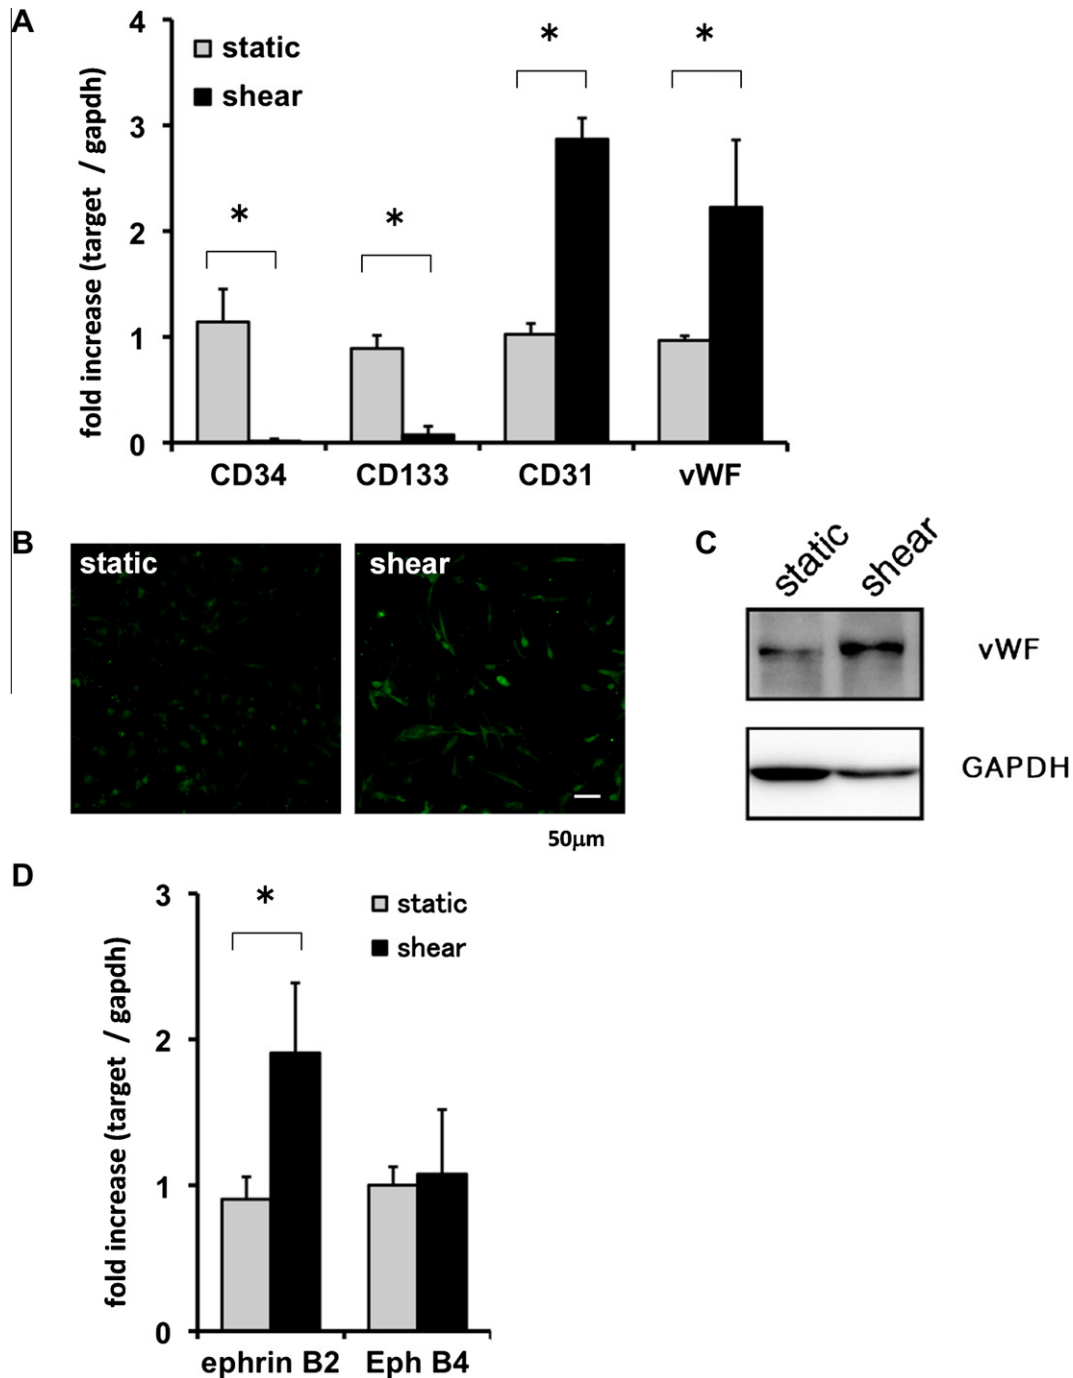 A
fold increase (target / gapdh)
4
3
2
1
0
static
shear
*
*
*
*
CD34 CD133 CD31 vWF
B
static
shear
50μm
C
static
shear
vWF
GAPDH
D
fold increase (target / gapdh)
3
2
1
0
*
static
shear
ephrin B2 Eph B4